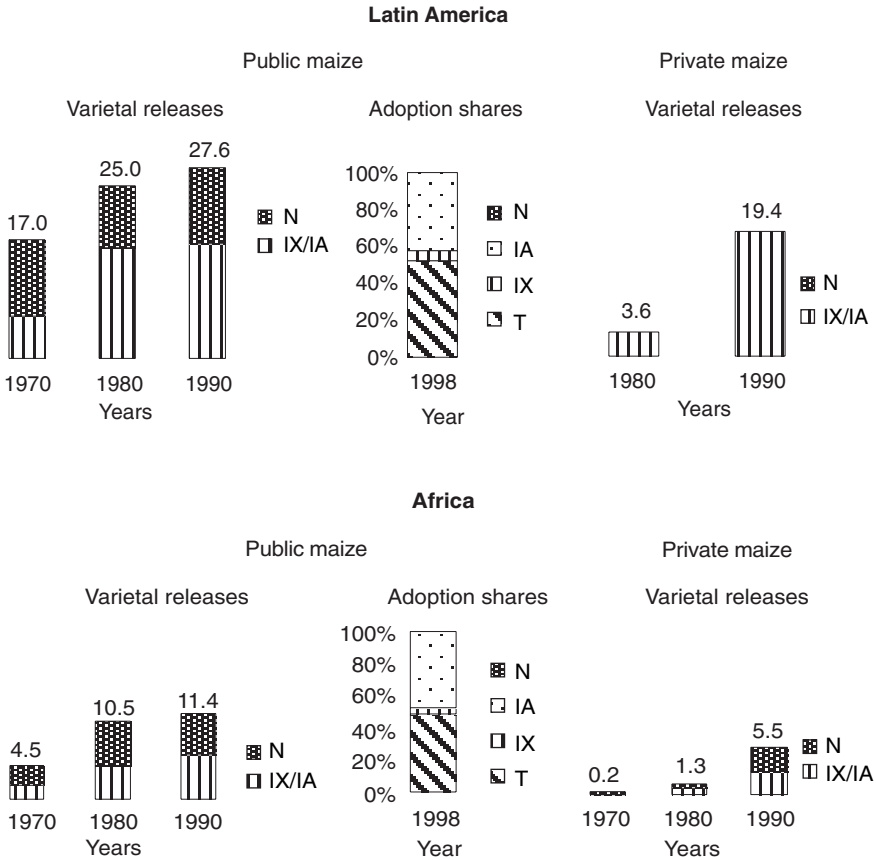 Latin America
Public maize
Private maize
Varietal releases
Adoption shares
Varietal releases
17.0
25.0
27.6
N
IX/IA
1970
1980
1990
Years
100%
80%
60%
40%
20%
0%
N
IA
IX
T
1998
Year
3.6
19.4
N
IX/IA
1980
1990
Years
Africa
Public maize
Private maize
Varietal releases
Adoption shares
Varietal releases
4.5
10.5
11.4
N
IX/IA
1970
1980
1990
Years
100%
80%
60%
40%
20%
0%
N
IA
IX
T
1998
Year
0.2
1.3
5.5
N
IX/IA
1970
1980
1990
Years